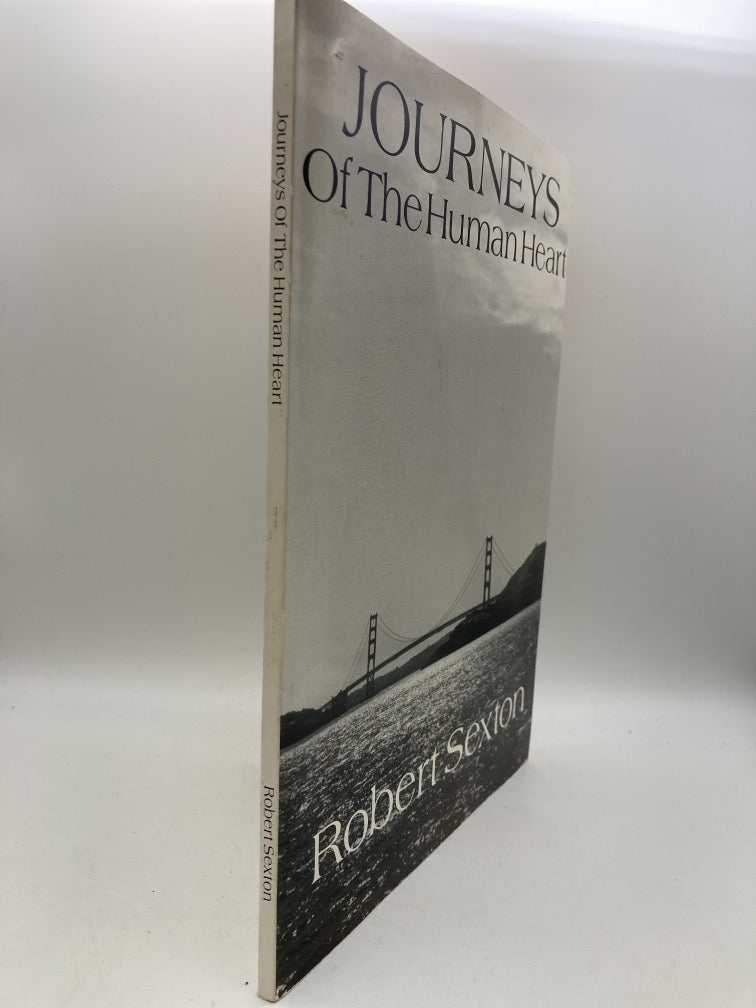 Journeys Of The Human Heart
Robert Sexton
JOURNEYS
Of The Human Heart
Robert Sexton